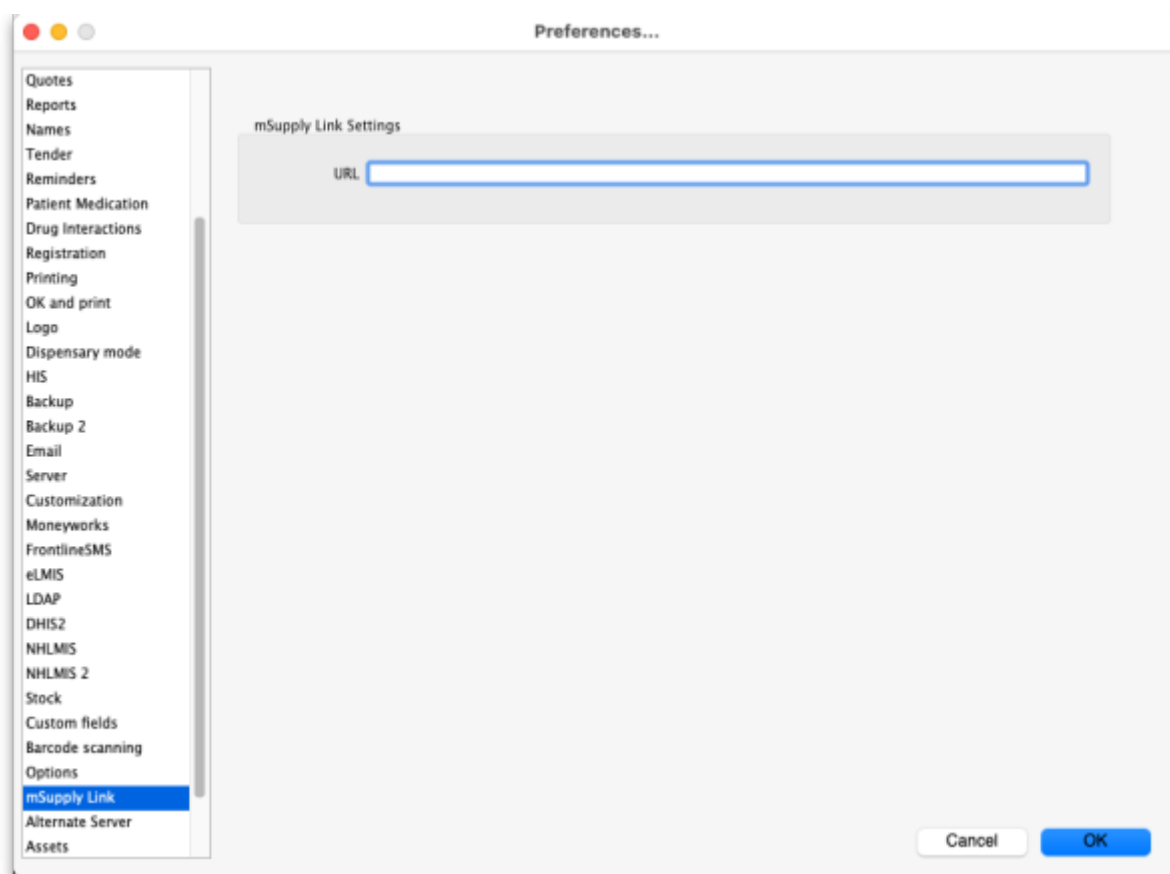 Preferences...
Quotes
Reports
Names
Tender
Reminders
Patient Medication
Drug Interactions
Registration
Printing
OK and print
Logo
Dispensary mode
HIS
Backup
Backup 2
Email
Server
Customization
Moneyworks
FrontlineSMS
eLMIS
LDAP
DHIS2
NHLMIS
NHLMIS 2
Stock
Custom fields
Barcode scanning
Options
mSupply Link
Alternate Server
Assets
mSupply Link Settings
URL
Cancel
OK